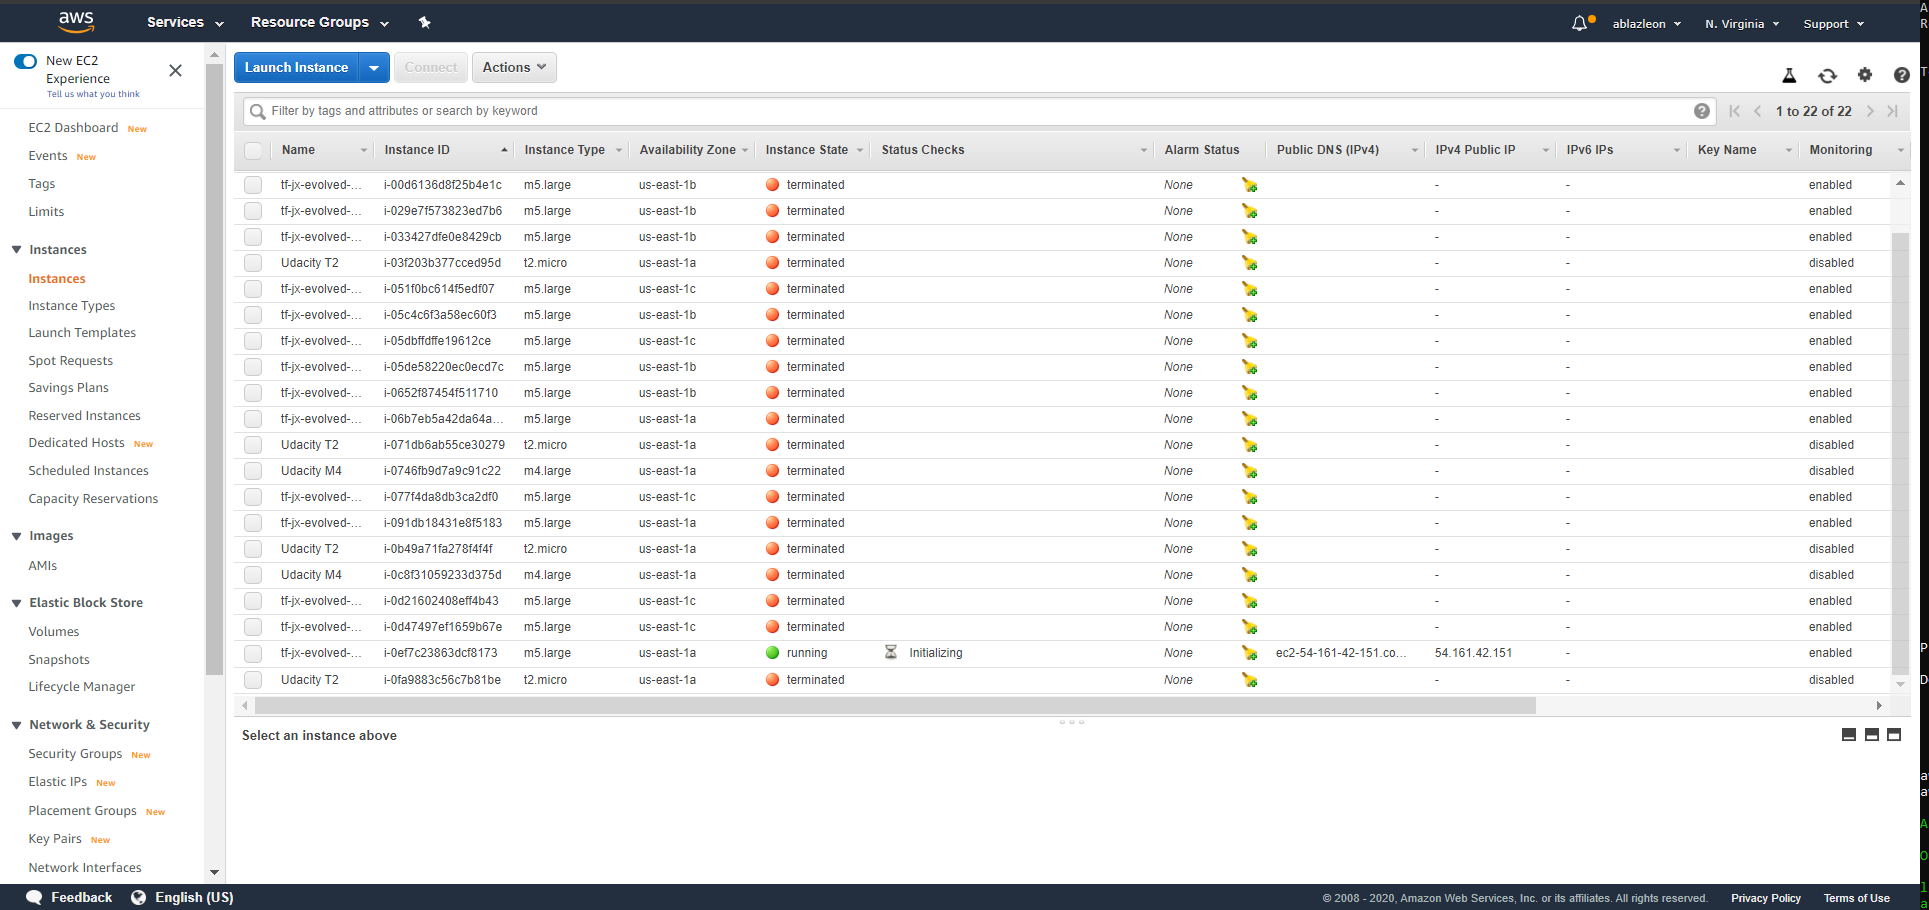 aws Services Resource Groups ablazleon N. Virginia Support
New EC2 Experience
Tell us what you think
EC2 Dashboard New
Events New
Tags
Limits
Instances
Instances
Instance Types
Launch Templates
Spot Requests
Savings Plans
Reserved Instances
Dedicated Hosts New
Scheduled Instances
Capacity Reservations
Images
AMIs
Elastic Block Store
Volumes
Snapshots
Lifecycle Manager
Network & Security
Security Groups New
Elastic IPs New
Placement Groups New
Key Pairs New
Network Interfaces
Launch Instance Connect Actions
Filter by tags and attributes or search by keyword 1 to 22 of 22
Name Instance ID Instance Type Availability Zone Instance State Status Checks Alarm Status Public DNS (IPv4) IPv4 Public IP IPv6 IPs Key Name Monitoring
tf-jx-evolved-... i-00d6136d8f25b4e1c m5.large us-east-1b terminated None - - enabled
tf-jx-evolved-... i-029e7f573823ed7b6 m5.large us-east-1b terminated None - - enabled
tf-jx-evolved-... i-033427dfe0e8429cb m5.large us-east-1b terminated None - - enabled
Udacity T2 i-03f203b377cced95d t2.micro us-east-1a terminated None - - disabled
tf-jx-evolved-... i-051f0bc614f5edf07 m5.large us-east-1c terminated None - - enabled
tf-jx-evolved-... i-05c4c6f3a58ec60f3 m5.large us-east-1b terminated None - - enabled
tf-jx-evolved-... i-05dbffdffe19612ce m5.large us-east-1c terminated None - - enabled
tf-jx-evolved-... i-05de58220ec0ecd7c m5.large us-east-1b terminated None - - enabled
tf-jx-evolved-... i-0652f87454f511710 m5.large us-east-1b terminated None - - enabled
tf-jx-evolved-... i-06b7eb5a42da64a... m5.large us-east-1a terminated None - - enabled
Udacity T2 i-071db6ab55ce30279 t2.micro us-east-1a terminated None - - disabled
Udacity M4 i-0746fb9d7a9c91c22 m4.large us-east-1a terminated None - - disabled
tf-jx-evolved-... i-077f4da8db3ca2df0 m5.large us-east-1c terminated None - - enabled
tf-jx-evolved-... i-091db18431e8f5183 m5.large us-east-1a terminated None - - enabled
Udacity T2 i-0b49a71fa278f4f4f t2.micro us-east-1a terminated None - - disabled
Udacity M4 i-0c8f31059233d375d m4.large us-east-1a terminated None - - disabled
tf-jx-evolved-... i-0d21602408eff4b43 m5.large us-east-1c terminated None - - enabled
tf-jx-evolved-... i-0d47497ef1659b67e m5.large us-east-1c terminated None - - enabled
tf-jx-evolved-... i-0ef7c23863dcf8173 m5.large us-east-1a running Initializing None ec2-54-161-42-151.co... 54.161.42.151 - enabled
Udacity T2 i-0fa9883c56c7b81be t2.micro us-east-1a terminated None - - disabled
Select an instance above
Feedback English (US) © 2008 - 2020, Amazon Web Services, Inc. or its affiliates. All rights reserved. Privacy Policy Terms of Use